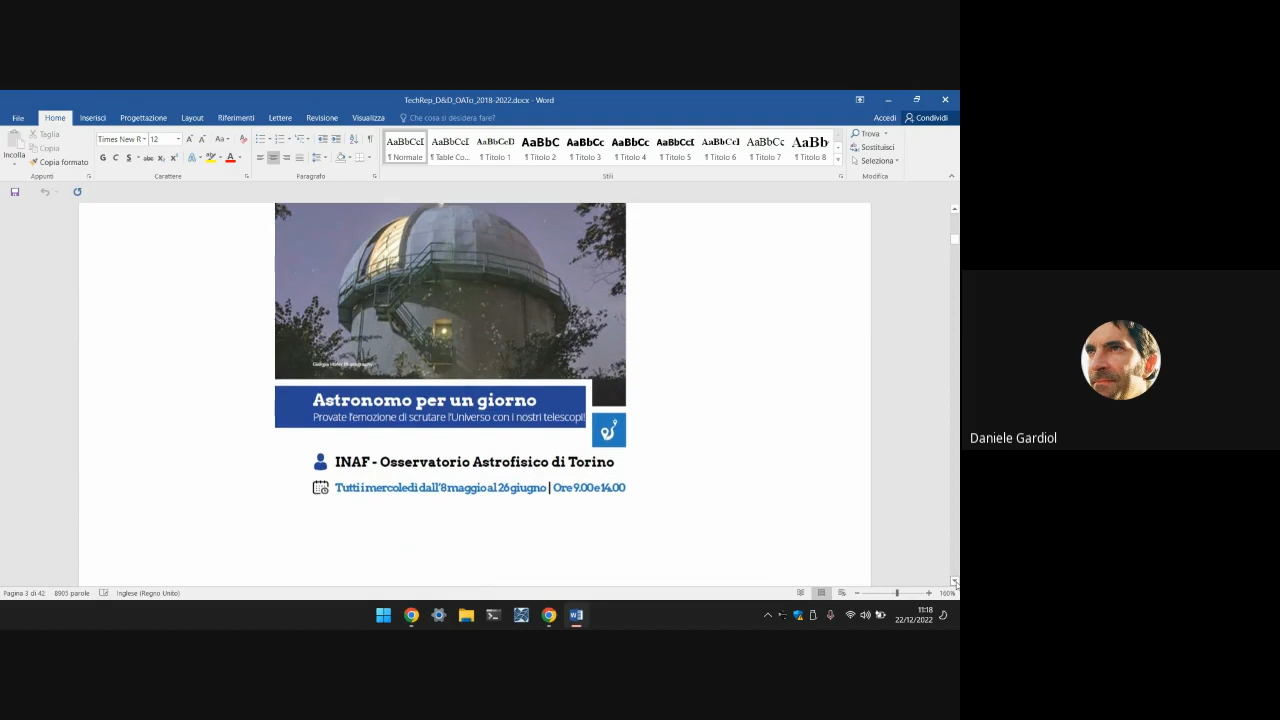 TechRep_D&D_OATo_2018-2022.docx - Word
File Home Inserisci Progettazione Layout Riferimenti Lettere Revisione Visualizza Che cosa si desidera fare? Accedi Condividi
Incolla
Taglia
Copia
Copia formato
Appunti
Times New R 12
Carattere
Paragrafo
AaBbCcI AaBbCcI AaBbCcD AaBbC AaBbCc AaBbCc AaBbCcI AaBbCcI AaBbCc AaBb
¶ Normale ¶ Table Co... ¶ Titolo 1 ¶ Titolo 2 ¶ Titolo 3 ¶ Titolo 4 ¶ Titolo 5 ¶ Titolo 6 ¶ Titolo 7 ¶ Titolo 8
Stili
Trova
Sostituisci
Seleziona
Modifica
Astronomo per un giorno
Provate l'emozione di scrutare l'Universo con i nostri telescopi!
INAF - Osservatorio Astrofisico di Torino
Tutti i mercoledì dall'8 maggio al 26 giugno | Ore 9.00 e 14.00
Daniele Gardiol
Pagina 3 di 42 8905 parole Inglese (Regno Unito) 160%
11:18
22/12/2022